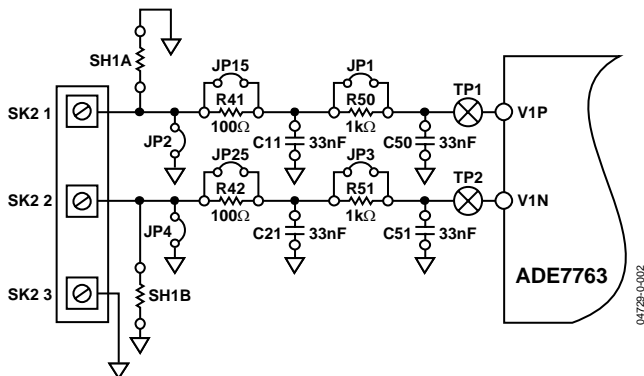 SH1A
JP15
JP1
TP1
SK2 1
R41
R50
V1P
100Ω
1kΩ
JP2
C11
33nF
C50
33nF
JP25
JP3
TP2
SK2 2
R42
R51
V1N
100Ω
1kΩ
JP4
C21
33nF
C51
33nF
ADE7763
SK2 3
SH1B
04729-0-002